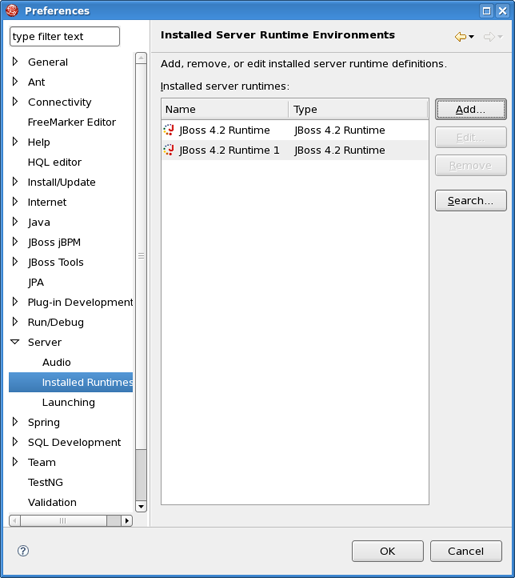 Preferences
type filter text
General
Ant
Connectivity
FreeMarker Editor
Help
HQL editor
Install/Update
Internet
Java
JBoss jBPM
JBoss Tools
JPA
Plug-in Development
Run/Debug
Server
Audio
Installed Runtimes
Launching
Spring
SQL Development
Team
TestNG
Validation
Installed Server Runtime Environments
Add, remove, or edit installed server runtime definitions.
Installed server runtimes:
Name Type
JBoss 4.2 Runtime JBoss 4.2 Runtime
JBoss 4.2 Runtime 1 JBoss 4.2 Runtime
Add...
Edit...
Remove
Search...
?
OK Cancel